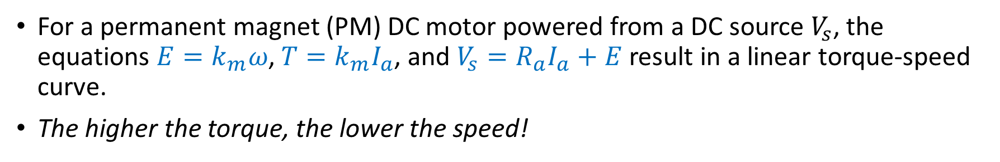 • For a permanent magnet (PM) DC motor powered from a DC source $V_s$, the
equations $E = k_m\omega$, $T = k_m I_a$, and $V_s = R_a I_a + E$ result in a linear torque-speed
curve.
• The higher the torque, the lower the speed!